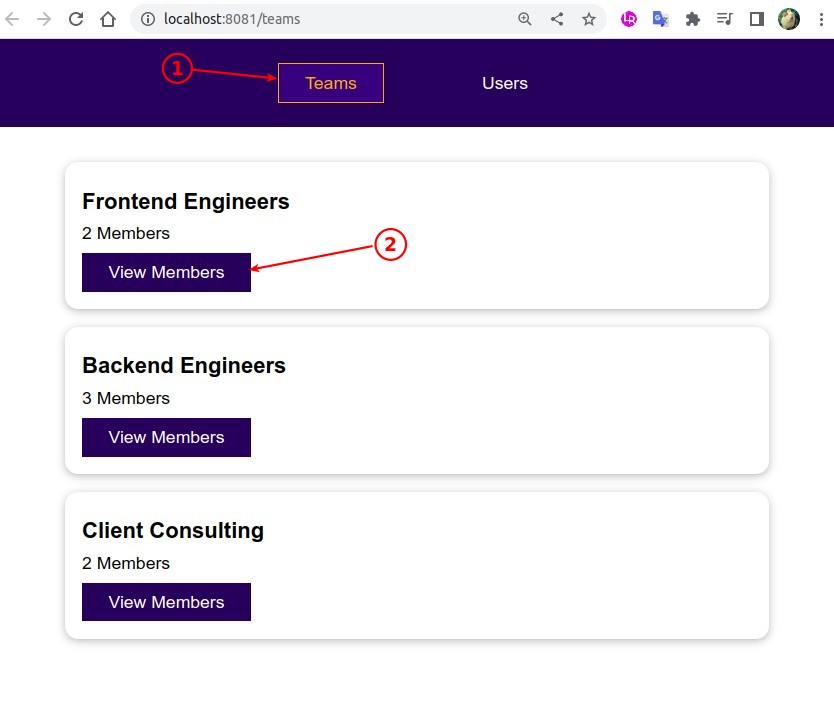 localhost:8081/teams
LR
1
Teams
Users
Frontend Engineers
2 Members
2
View Members
Backend Engineers
3 Members
View Members
Client Consulting
2 Members
View Members